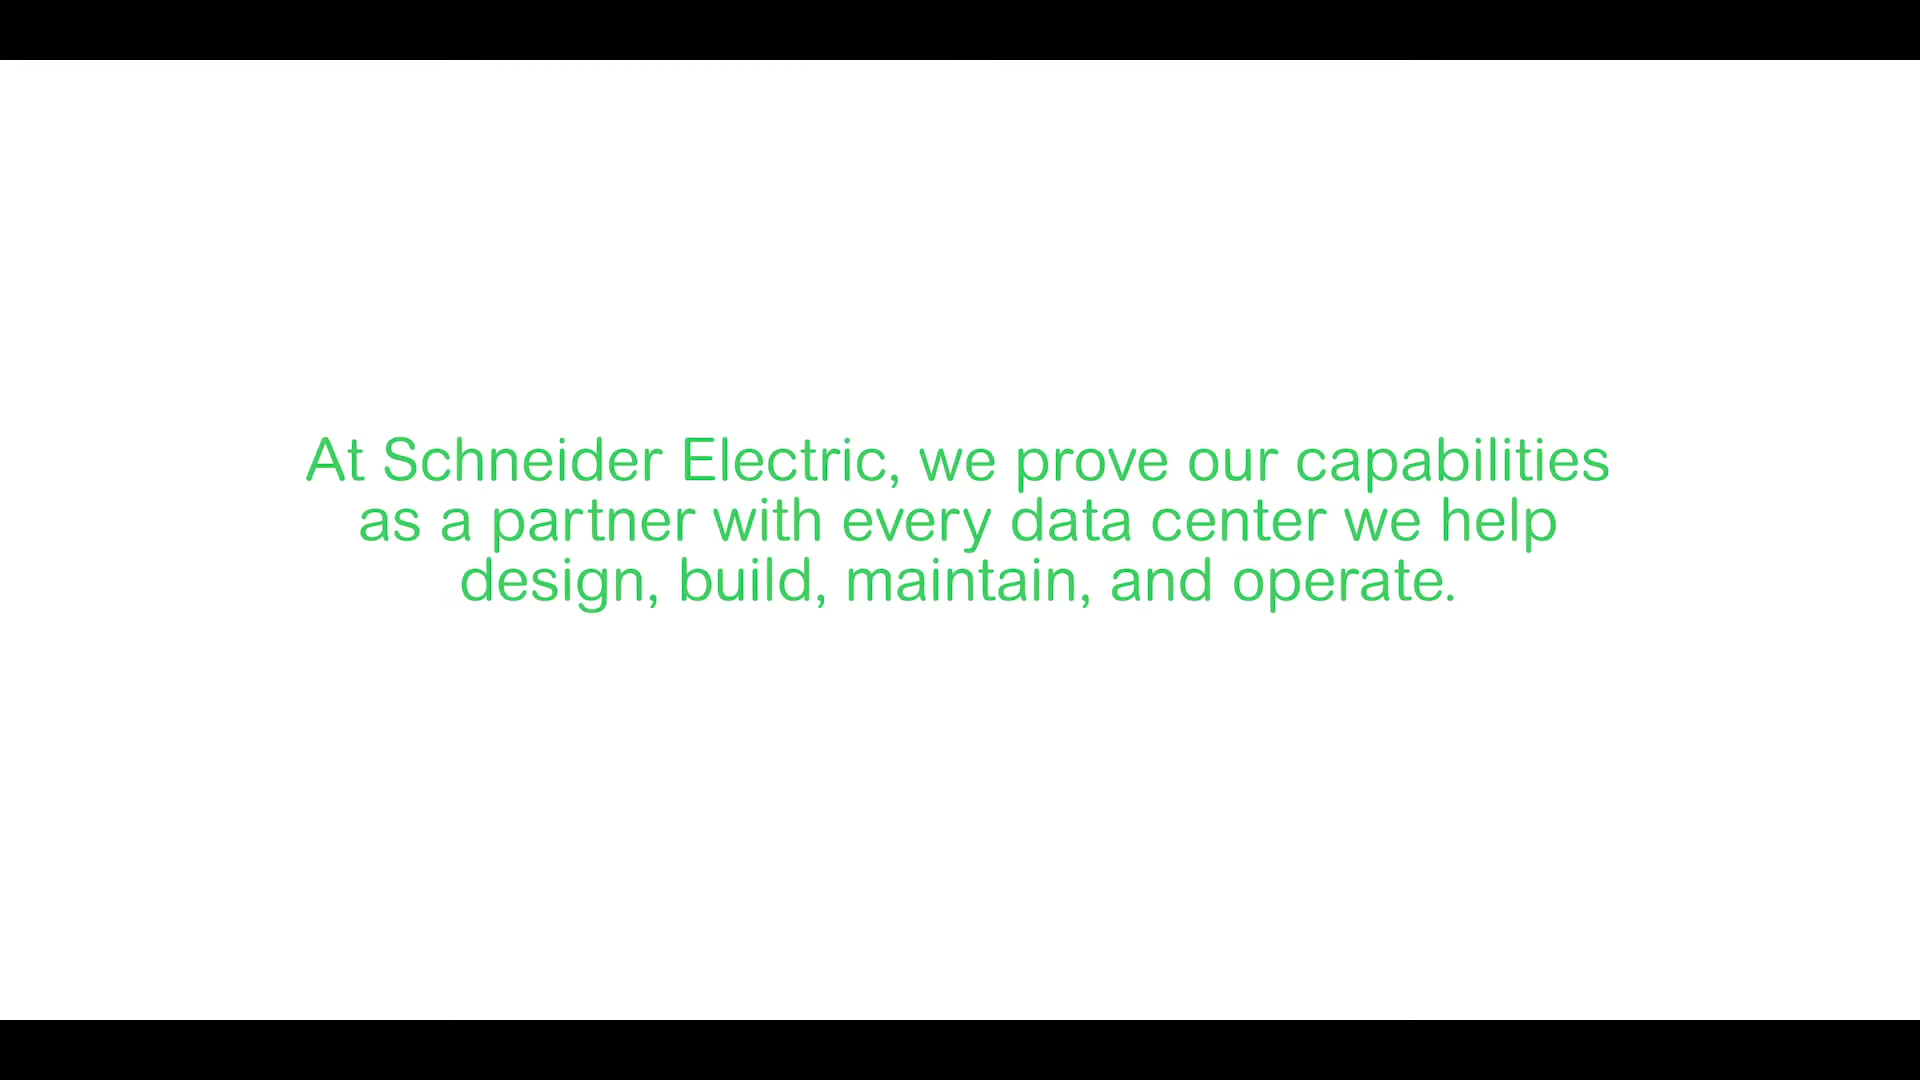 At Schneider Electric, we prove our capabilities
as a partner with every data center we help
design, build, maintain, and operate.